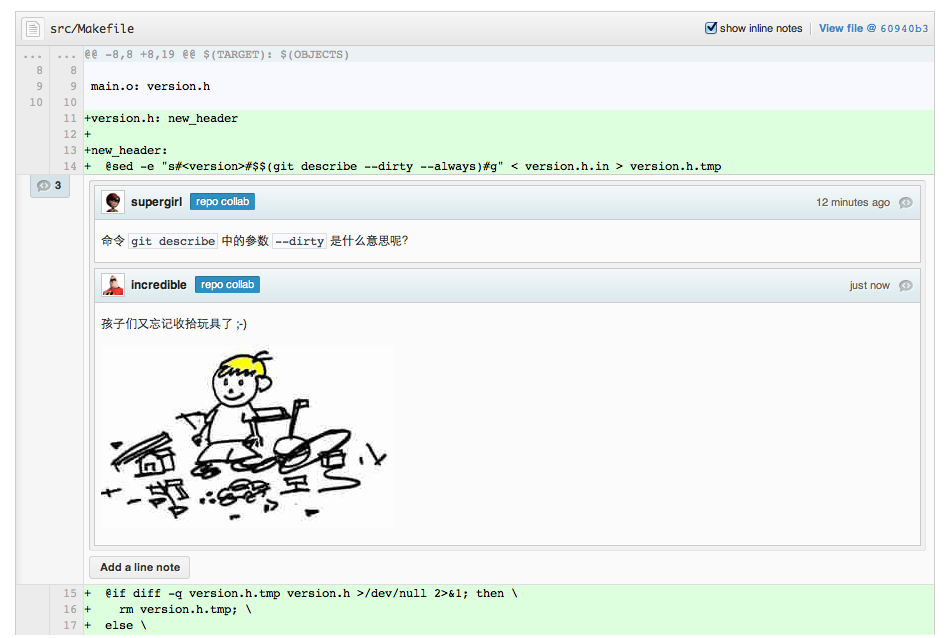 src/Makefile show inline notes View file @ 60940b3
... ... @@ -8,8 +8,19 @@ $(TARGET): $(OBJECTS)
8 8
9 9 main.o: version.h
10 10
11 +version.h: new_header
12 +
13 +new_header:
14 + @sed -e "s#<version>#$$(git describe --dirty --always)#g" < version.h.in > version.h.tmp
3
supergirl repo collab 12 minutes ago
命令 git describe 中的参数 --dirty 是什么意思呢?
incredible repo collab just now
孩子们又忘记收拾玩具了 ;-)
Add a line note
15 + @if diff -q version.h.tmp version.h >/dev/null 2>&1; then \
16 + rm version.h.tmp; \
17 + else \